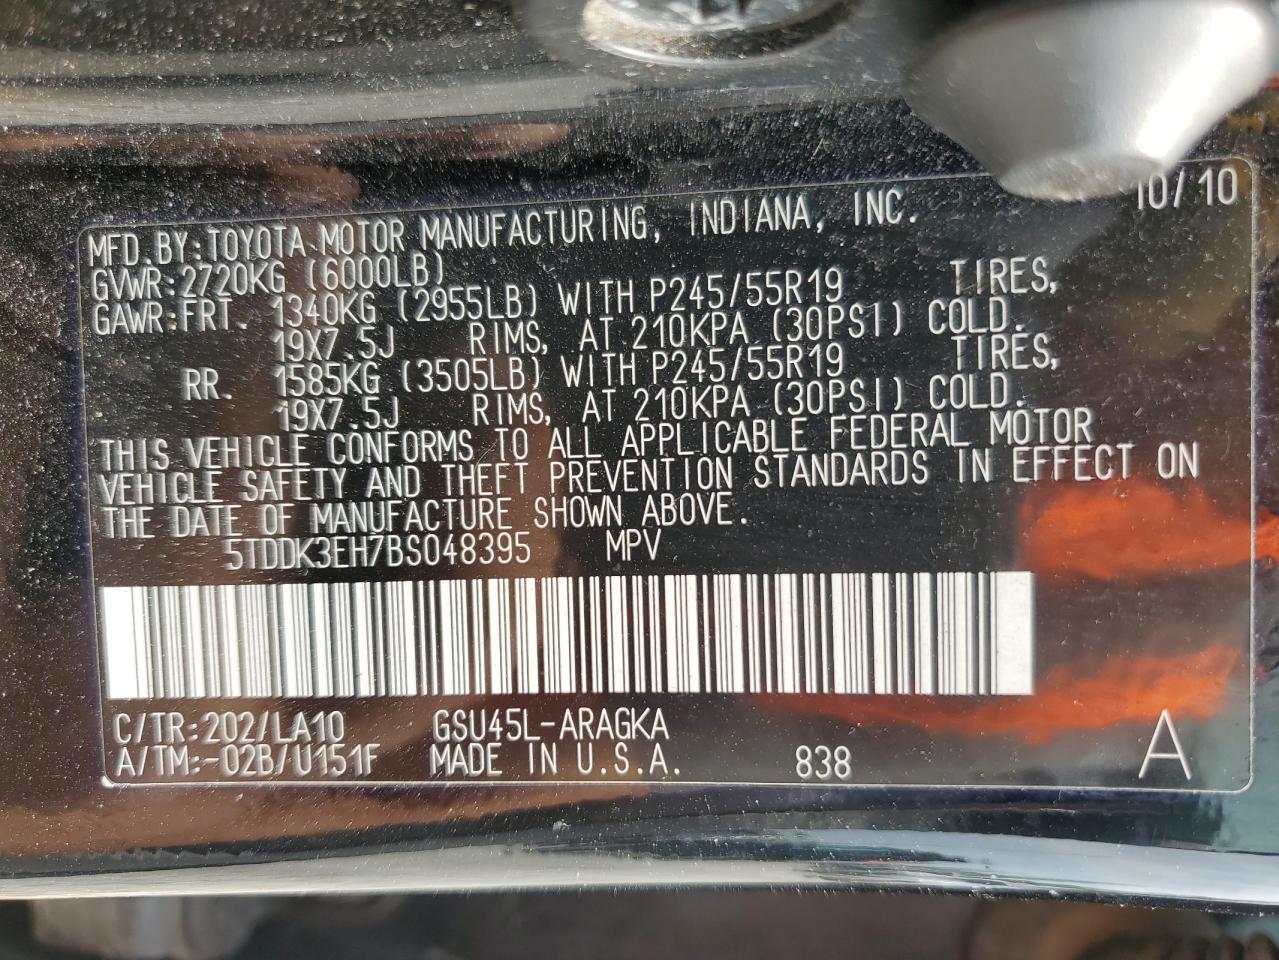 10/10
MFD.BY:TOYOTA MOTOR MANUFACTURING, INDIANA, INC.
GVWR:2720KG (6000LB)
GAWR:FRT. 1340KG (2955LB) WITH P245/55R19 TIRES,
19X7.5J RIMS, AT 210KPA (30PSI) COLD.
RR. 1585KG (3505LB) WITH P245/55R19 TIRES,
19X7.5J RIMS, AT 210KPA (30PSI) COLD.
THIS VEHICLE CONFORMS TO ALL APPLICABLE FEDERAL MOTOR
VEHICLE SAFETY AND THEFT PREVENTION STANDARDS IN EFFECT ON
THE DATE OF MANUFACTURE SHOWN ABOVE.
5TDDK3EH7BS048395 MPV
C/TR:202/LA10 GSU45L-ARAGKA
A/TM:-02B/U151F MADE IN U.S.A. 838 A